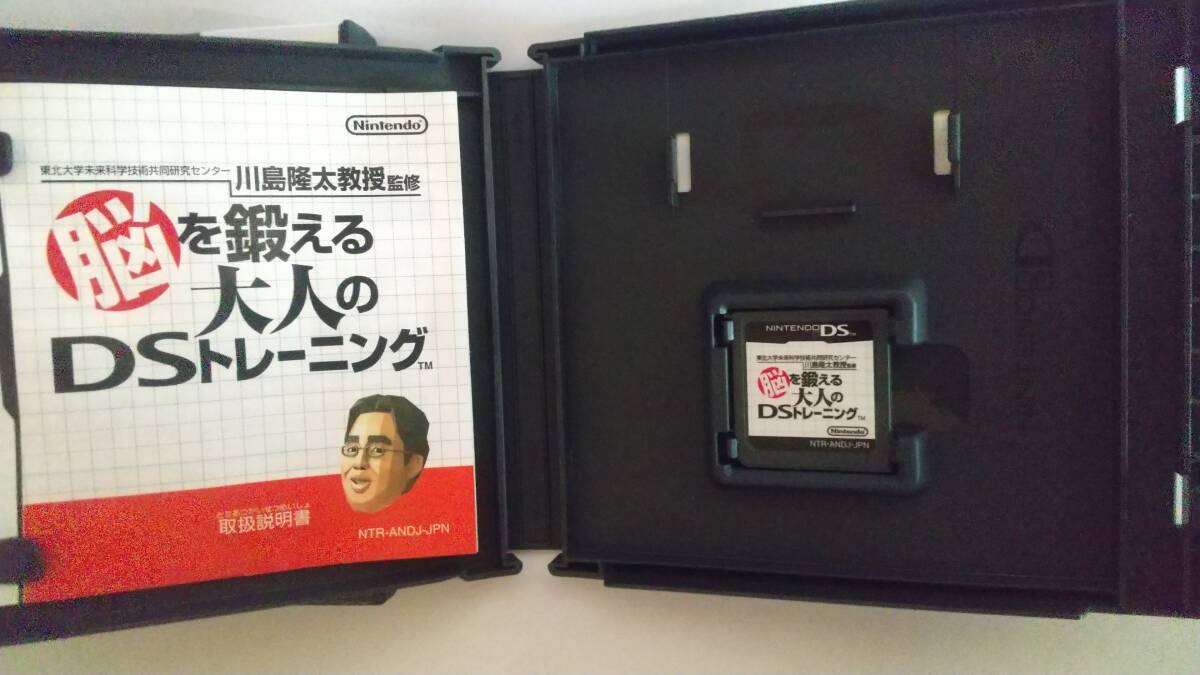 Nintendo
東北大学未来科学技術共同研究センター
川島隆太教授監修
脳を鍛える
大人の
DSトレーニング™
とりあつかいせつめいしょ
取扱説明書
NTR-ANDJ-JPN
NINTENDO DS™
東北大学未来科学技術共同研究センター
川島隆太教授監修
脳を鍛える
大人の
DSトレーニング™
Nintendo
NTR-ANDJ-JPN